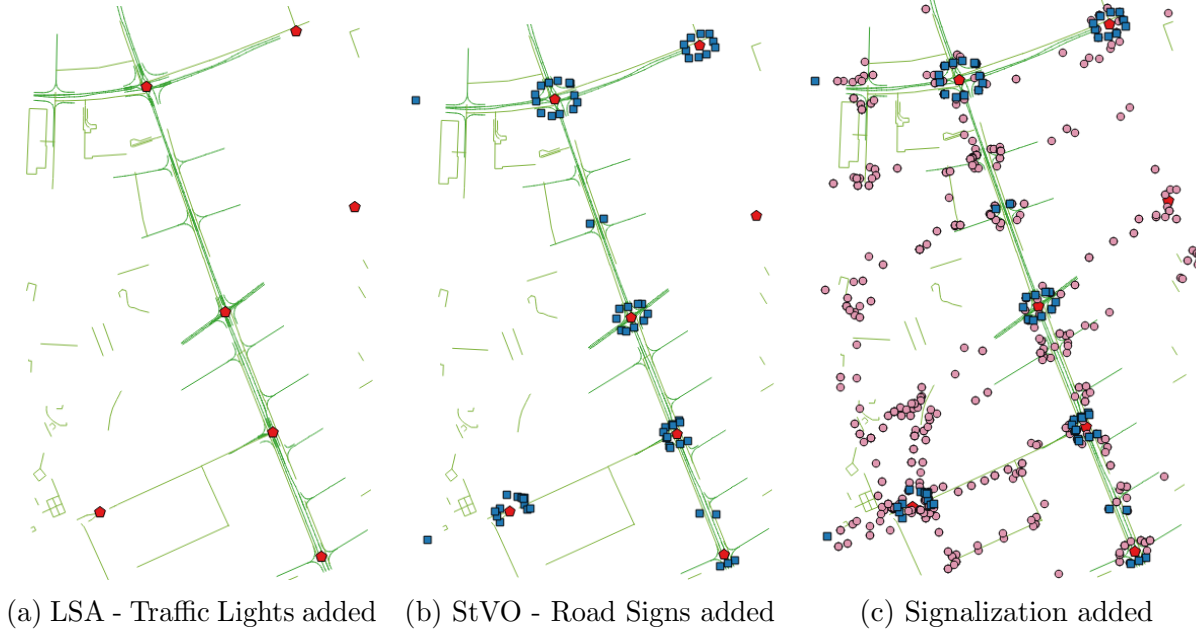 (a) LSA - Traffic Lights added
(b) StVO - Road Signs added
(c) Signalization added